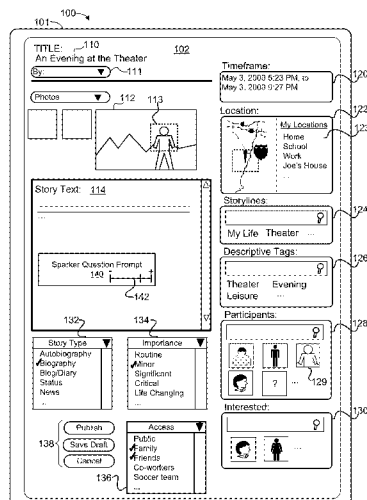 100
101
TITLE: 110
102
An Evening at the Theater
By: 111
Photos 112 113
Story Text: 114
...
Sparker Question Prompt
140
- +
142
132 134
Story Type
Autobiography
Biography
Blog/Diary
Status
News
...
Importance
Routine
Minor
Significant
Critical
Life Changing
...
138
Publish
Save Draft
Cancel
136
Access
Public
Family
Friends
Co-workers
Soccer team
...
Timeframe:
120
May 3, 2003 5:23 PM, to
May 3, 2003 9:27 PM
Location: 122
My Locations 123
Home
School
Work
Joe's House
...
Storylines:
124
My Life Theater ...
Descriptive Tags:
126
Theater Evening
Leisure ...
Participants:
128
? ...
129
Interested:
130
...